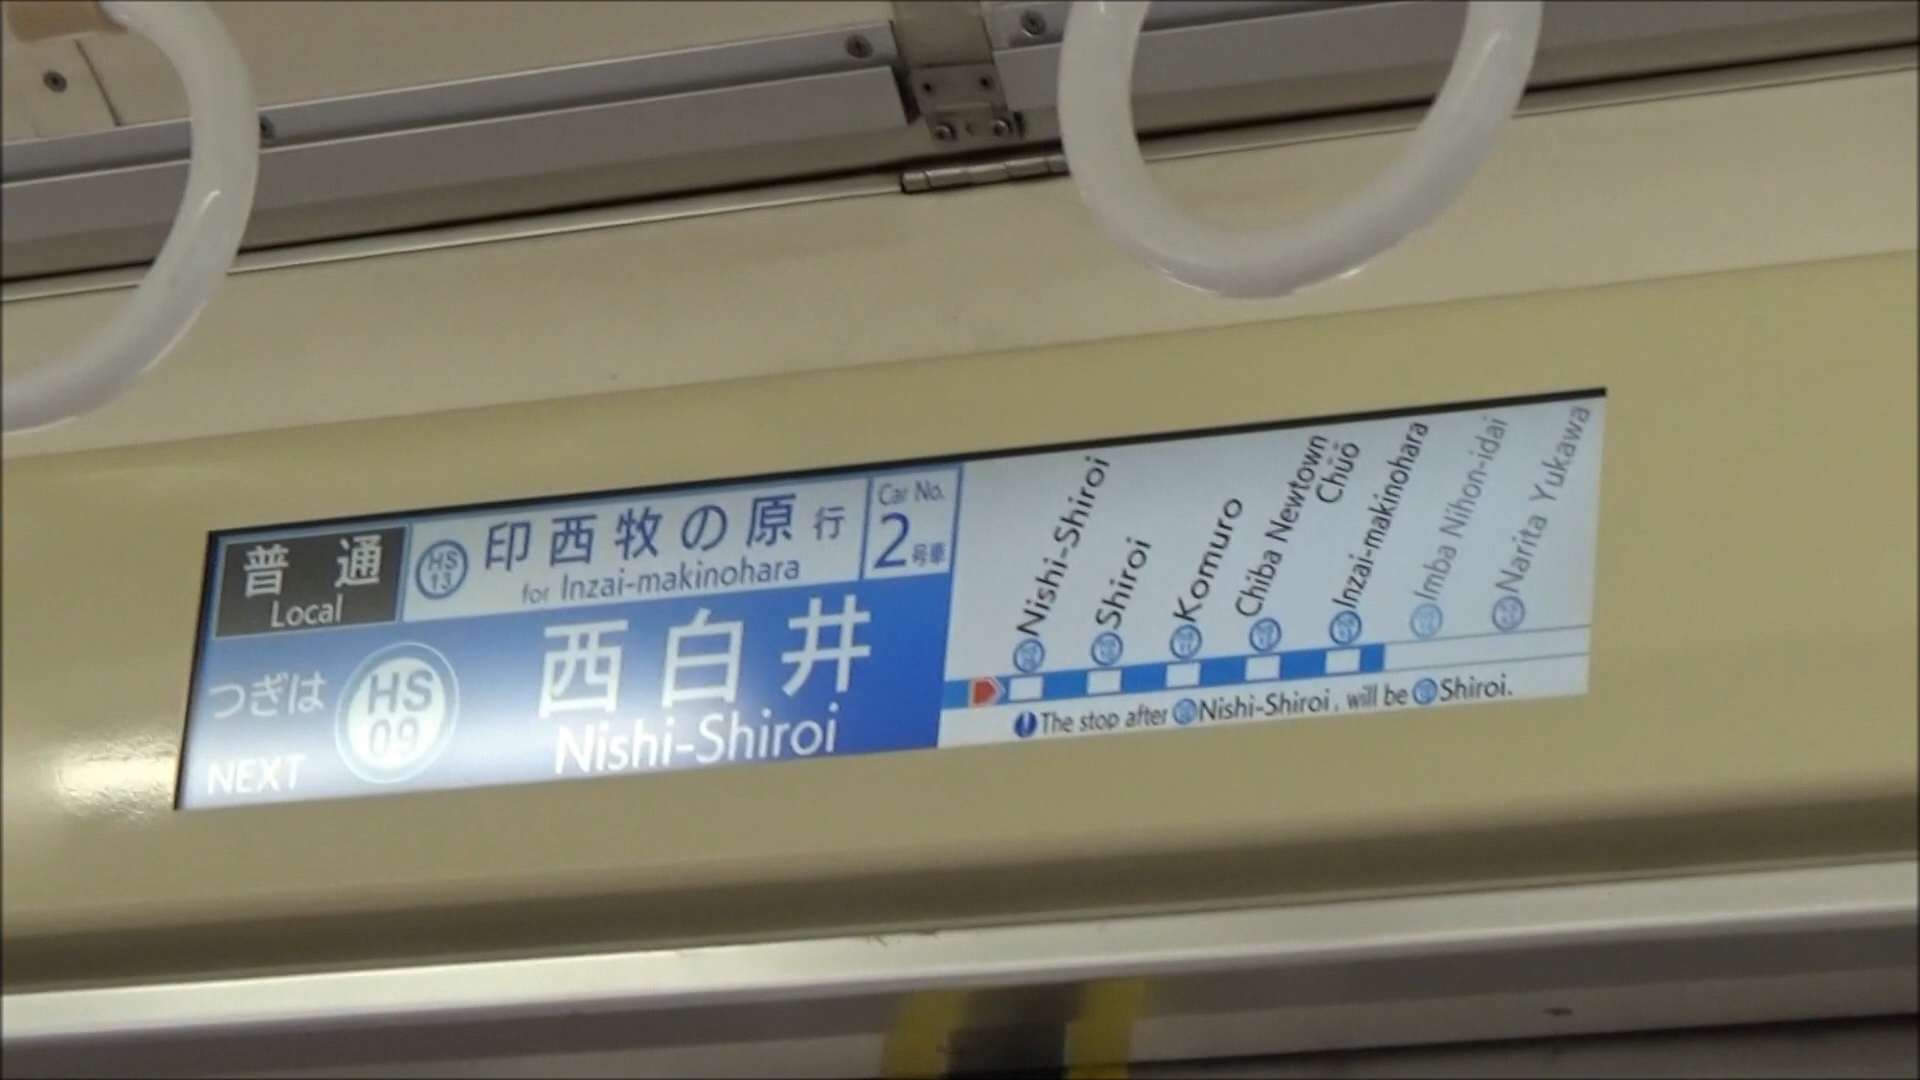 普通
Local
HS
13
印西牧の原 行
for Inzai-makinohara
Car No.
2号車
つぎは
NEXT
HS
09
西白井
Nishi-Shiroi
Nishi-Shiroi
Shiroi
Komuro
Chiba Newtown
Chūō
Inzai-makinohara
Imba Nihon-idai
Narita Yukawa
The stop after Nishi-Shiroi, will be Shiroi.